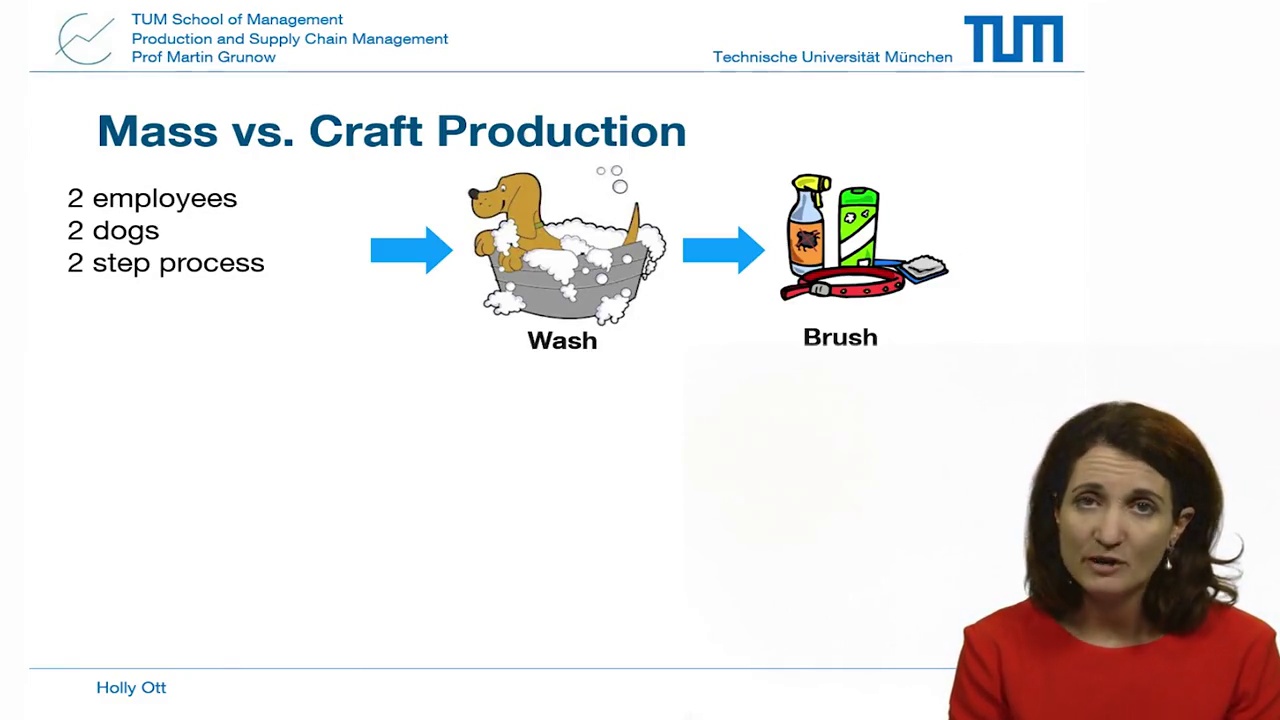 TUM School of Management
Production and Supply Chain Management
Prof Martin Grunow
Technische Universität München
TUM
Mass vs. Craft Production
2 employees
2 dogs
2 step process
Wash
Brush
Holly Ott